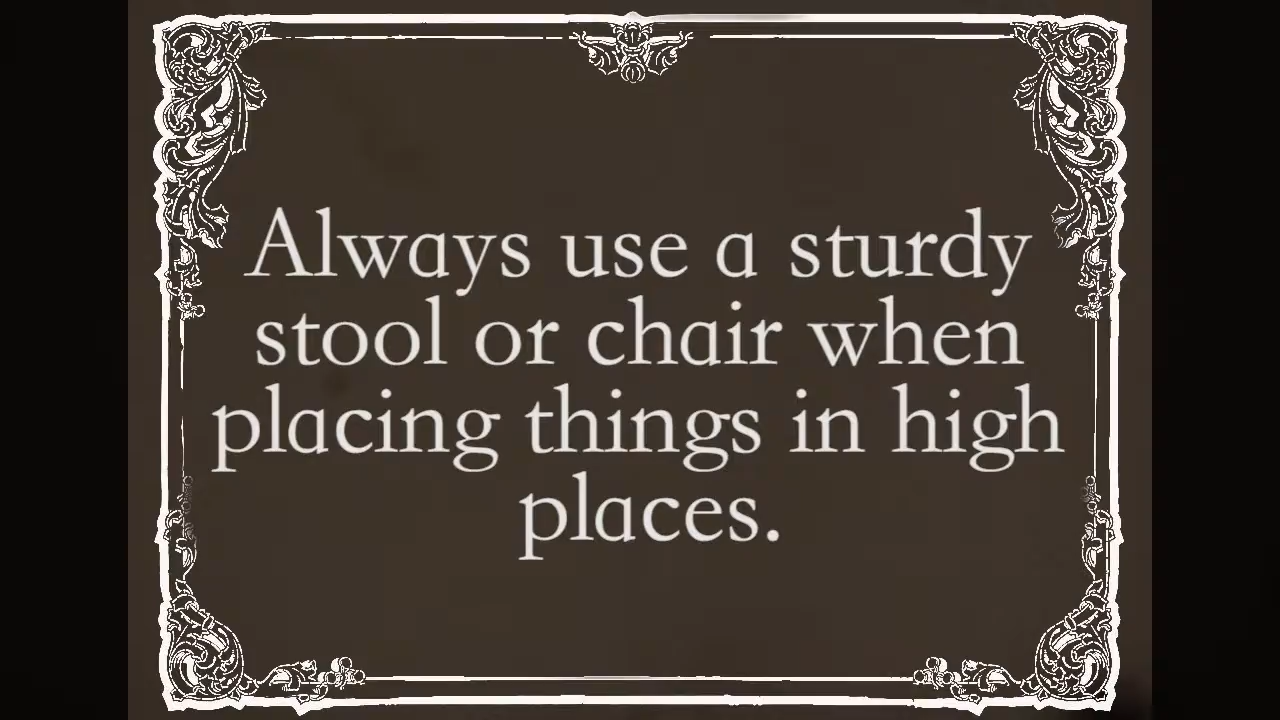 Always use a sturdy
stool or chair when
placing things in high
places.